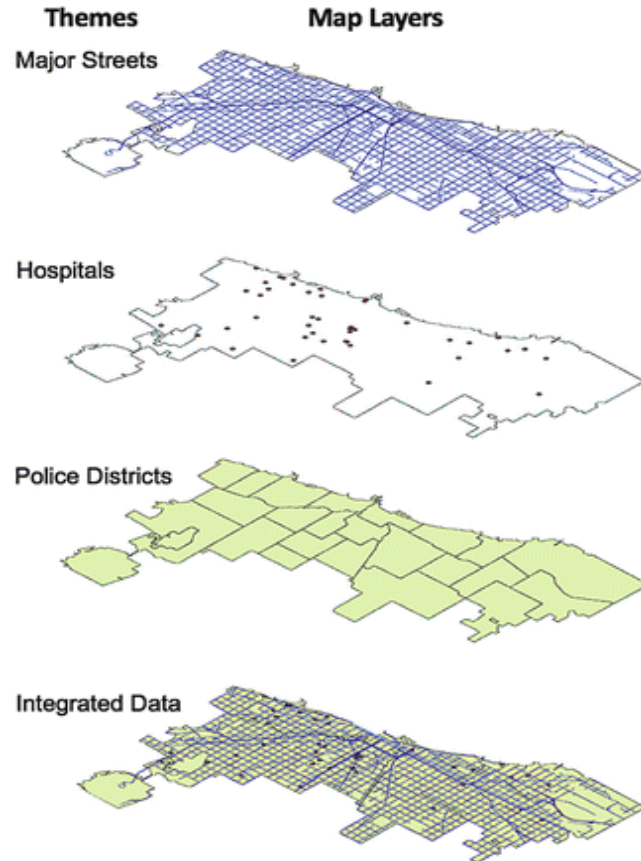 Themes Map Layers
Major Streets
Hospitals
Police Districts
Integrated Data